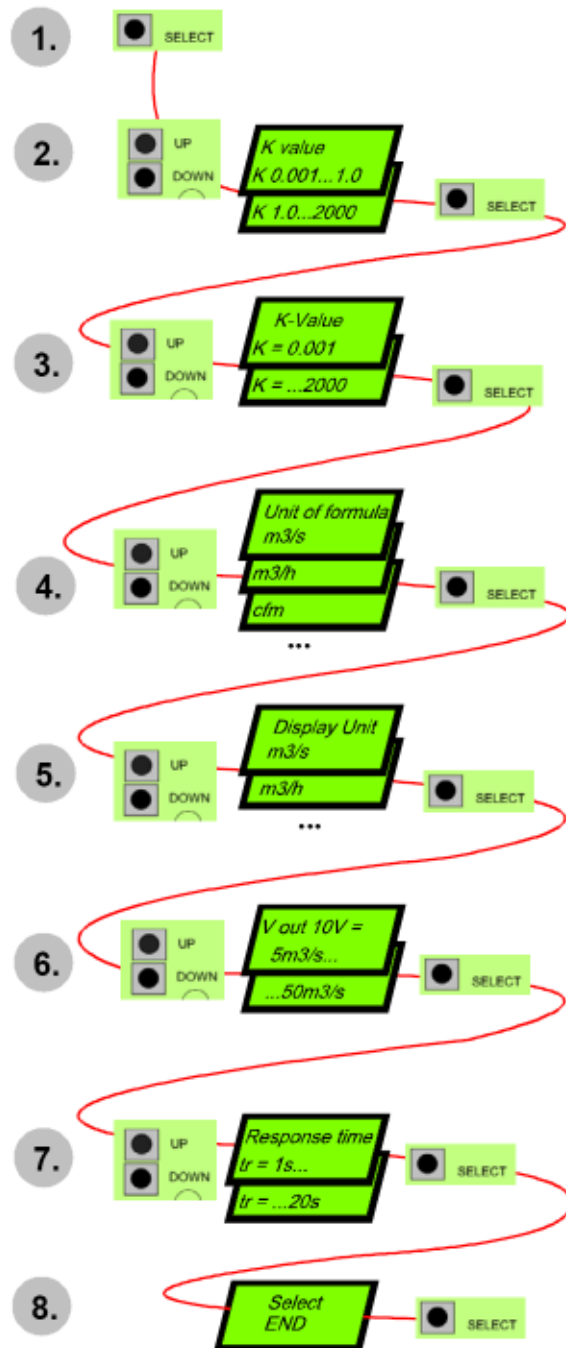 1.
SELECT
2.
UP
DOWN
K value
K 0.001...1.0
K 1.0...2000
SELECT
3.
UP
DOWN
K-Value
K = 0.001
K = ...2000
SELECT
4.
UP
DOWN
Unit of formula
m3/s
m3/h
cfm
...
SELECT
5.
UP
DOWN
Display Unit
m3/s
m3/h
...
SELECT
6.
UP
DOWN
V out 10V =
5m3/s...
...50m3/s
SELECT
7.
UP
DOWN
Response time
tr = 1s...
tr = ...20s
SELECT
8.
Select
END
SELECT